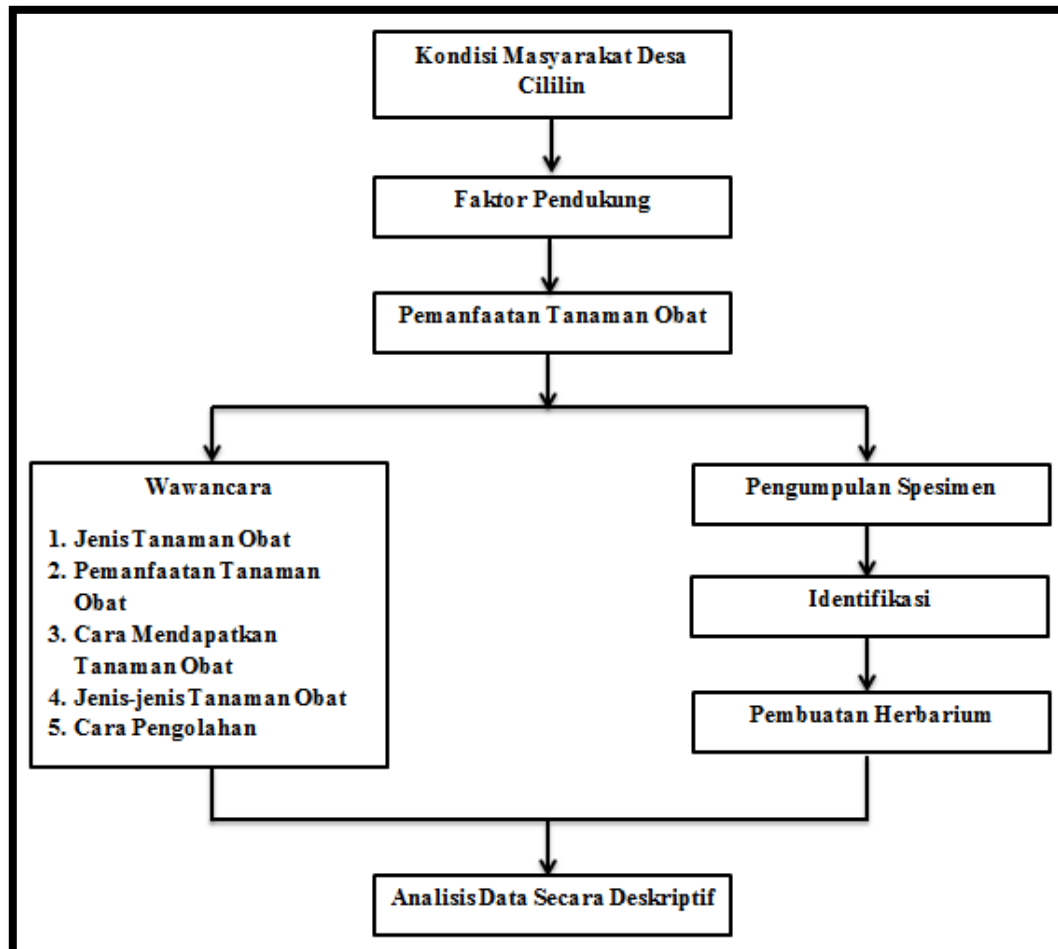 Kondisi Masyarakat Desa
Cililin
Faktor Pendukung
Pemanfaatan Tanaman Obat
Wawancara
1. Jenis Tanaman Obat
2. Pemanfaatan Tanaman
Obat
3. Cara Mendapatkan
Tanaman Obat
4. Jenis-jenis Tanaman Obat
5. Cara Pengolahan
Pengumpulan Spesimen
Identifikasi
Pembuatan Herbarium
Analisis Data Secara Deskriptif